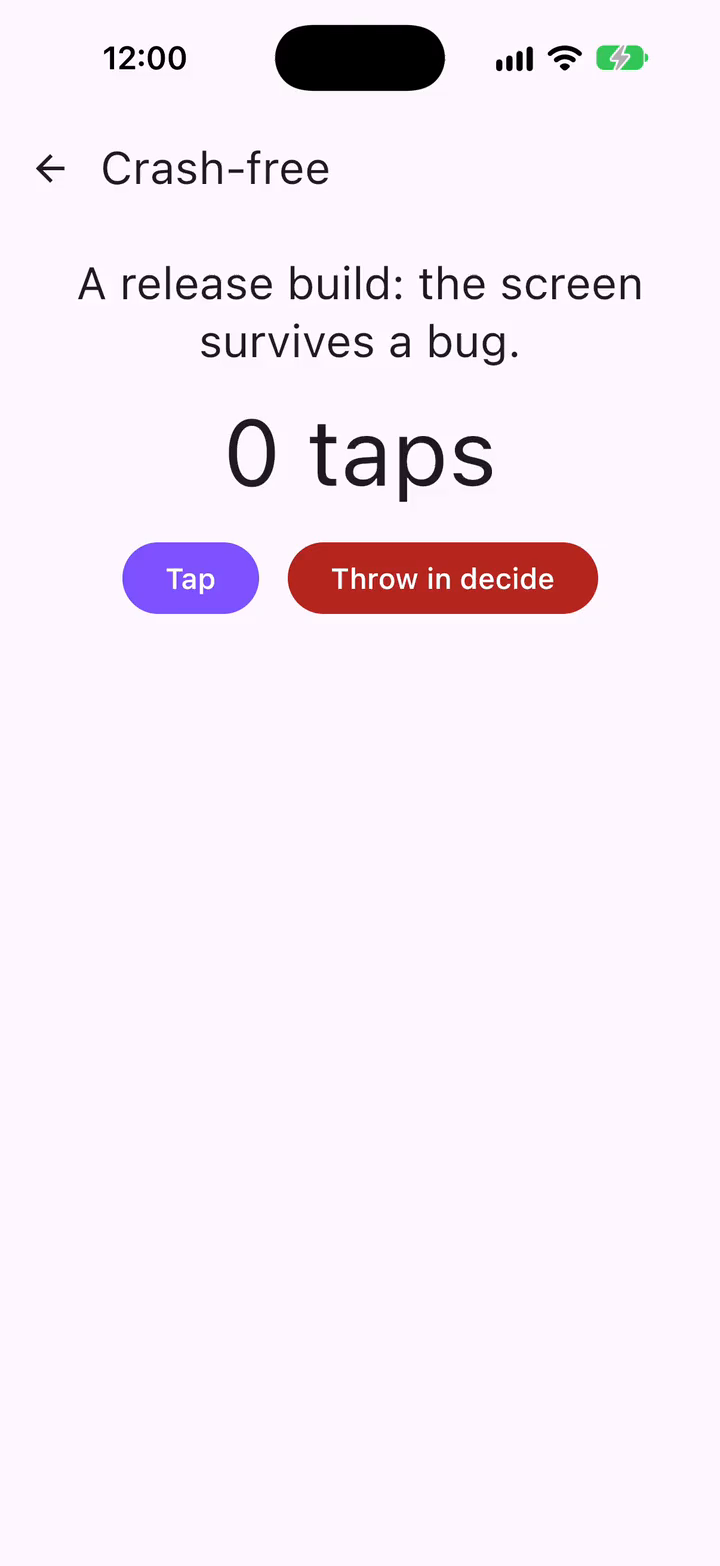 12:00
Crash-free
A release build: the screen
survives a bug.
0 taps
Tap
Throw in decide